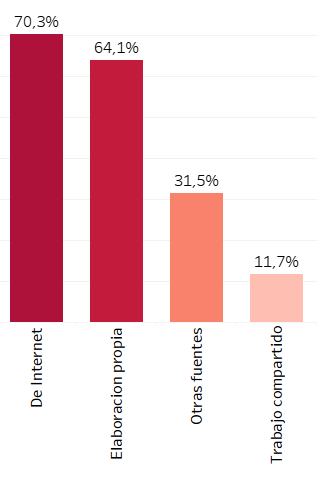 70,3%
64,1%
31,5%
11,7%
De Internet
Elaboracion propia
Otras fuentes
Trabajo compartido